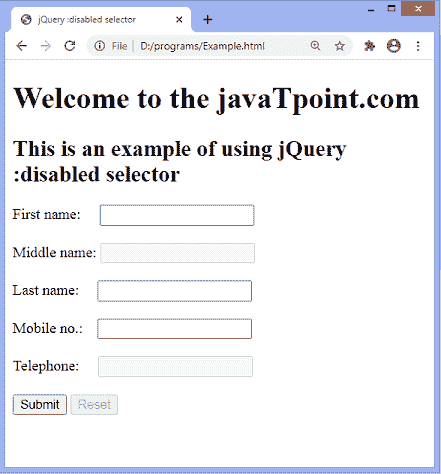 jQuery :disabled selector
File | D:/programs/Example.html
Welcome to the javaTpoint.com
This is an example of using jQuery
:disabled selector
First name:
Middle name:
Last name:
Mobile no.:
Telephone:
Submit Reset